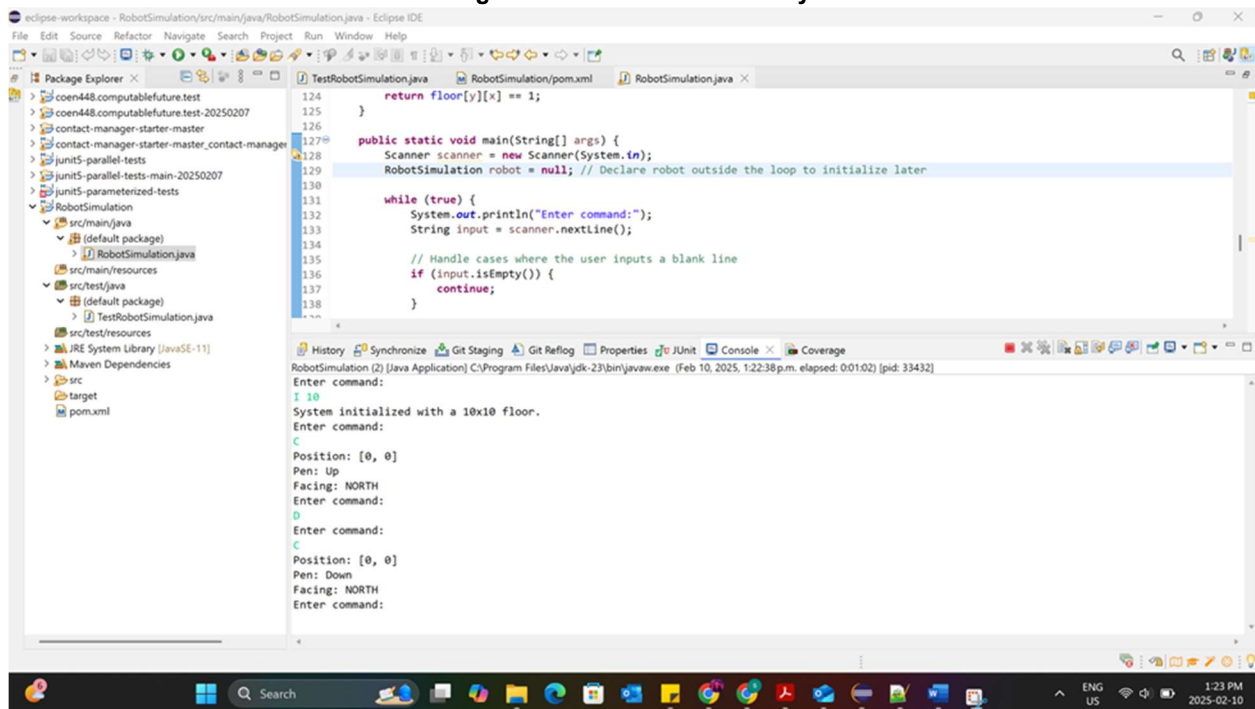 eclipse-workspace - RobotSimulation/src/main/java/RobotSimulation.java - Eclipse IDE
File Edit Source Refactor Navigate Search Project Run Window Help
Package Explorer
coen448.computablefuture.test
coen448.computablefuture.test-20250207
contact-manager-starter-master
contact-manager-starter-master_contact-manager
junit5-parallel-tests
junit5-parallel-tests-main-20250207
junit5-parameterized-tests
RobotSimulation
src/main/java
(default package)
RobotSimulation.java
src/main/resources
src/test/java
(default package)
TestRobotSimulation.java
src/test/resources
JRE System Library [JavaSE-11]
Maven Dependencies
src
target
pom.xml
TestRobotSimulation.java RobotSimulation/pom.xml RobotSimulation.java
124 return floor[y][x] == 1;
125 }
126
127 public static void main(String[] args) {
128 Scanner scanner = new Scanner(System.in);
129 RobotSimulation robot = null; // Declare robot outside the loop to initialize later
130
131 while (true) {
132 System.out.println("Enter command:");
133 String input = scanner.nextLine();
134
135 // Handle cases where the user inputs a blank line
136 if (input.isEmpty()) {
137 continue;
138 }
History Synchronize Git Staging Git Reflog Properties JUnit Console Coverage
RobotSimulation (2) [Java Application] C:\Program Files\Java\jdk-23\bin\javaw.exe (Feb 10, 2025, 1:22:38 p.m. elapsed: 0:01:02) [pid: 33432]
Enter command:
I 10
System initialized with a 10x10 floor.
Enter command:
C
Position: [0, 0]
Pen: Up
Facing: NORTH
Enter command:
D
Enter command:
C
Position: [0, 0]
Pen: Down
Facing: NORTH
Enter command:
Search
ENG
US
1:23 PM
2025-02-10